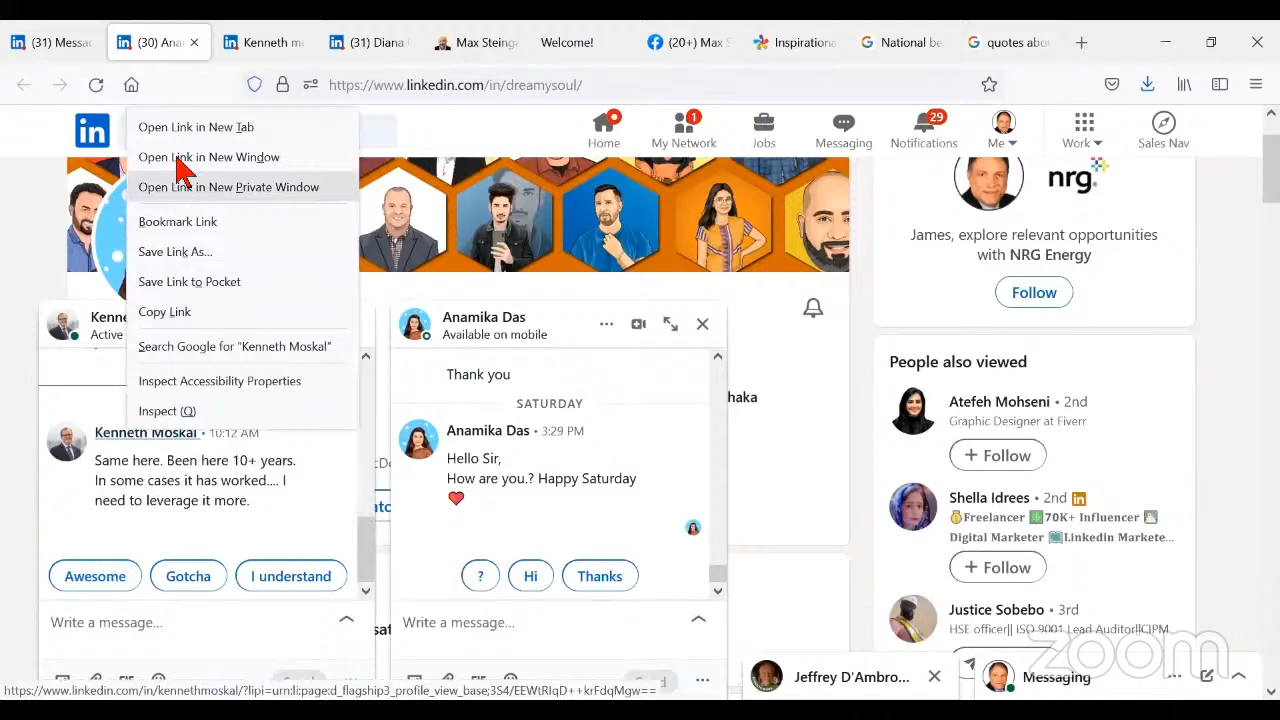 (31) Messa
(30) Ana
Kenneth m
(31) Diana
Max Steinga
Welcome!
(20+) Max S
Inspirationa
National be
quotes abo
https://www.linkedin.com/in/dreamysoul/
in
Home
1
My Network
Jobs
Messaging
29
Notifications
Me
Work
Sales Nav
Open Link in New Tab
Open Link in New Window
Open Link in New Private Window
Bookmark Link
Save Link As...
Save Link to Pocket
Copy Link
Search Google for "Kenneth Moskal"
Inspect Accessibility Properties
Inspect (Q)
nrg
James, explore relevant opportunities
with NRG Energy
Follow
Kenne
Active
Kenneth Moskal • 10:12 AM
Same here. Been here 10+ years.
In some cases it has worked.... I
need to leverage it more.
Awesome
Gotcha
I understand
Write a message...
Anamika Das
Available on mobile
Thank you
SATURDAY
Anamika Das • 3:29 PM
Hello Sir,
How are you.? Happy Saturday
❤️
?
Hi
Thanks
Write a message...
haka
People also viewed
Atefeh Mohseni • 2nd
Graphic Designer at Fiverr
+ Follow
Shella Idrees • 2nd in
💰Freelancer 70K+ Influencer
Digital Marketer Linkedin Markete...
+ Follow
Justice Sobebo • 3rd
HSE officer|| ISO 9001 Lead Auditor||CIPM
zoom
Jeffrey D'Ambro...
Messaging
https://www.linkedin.com/in/kennethmoskal/?lipi=urn:li:page:d_flagship3_profile_view_base;3S4/EEWtRIqD++krFdqMgw==